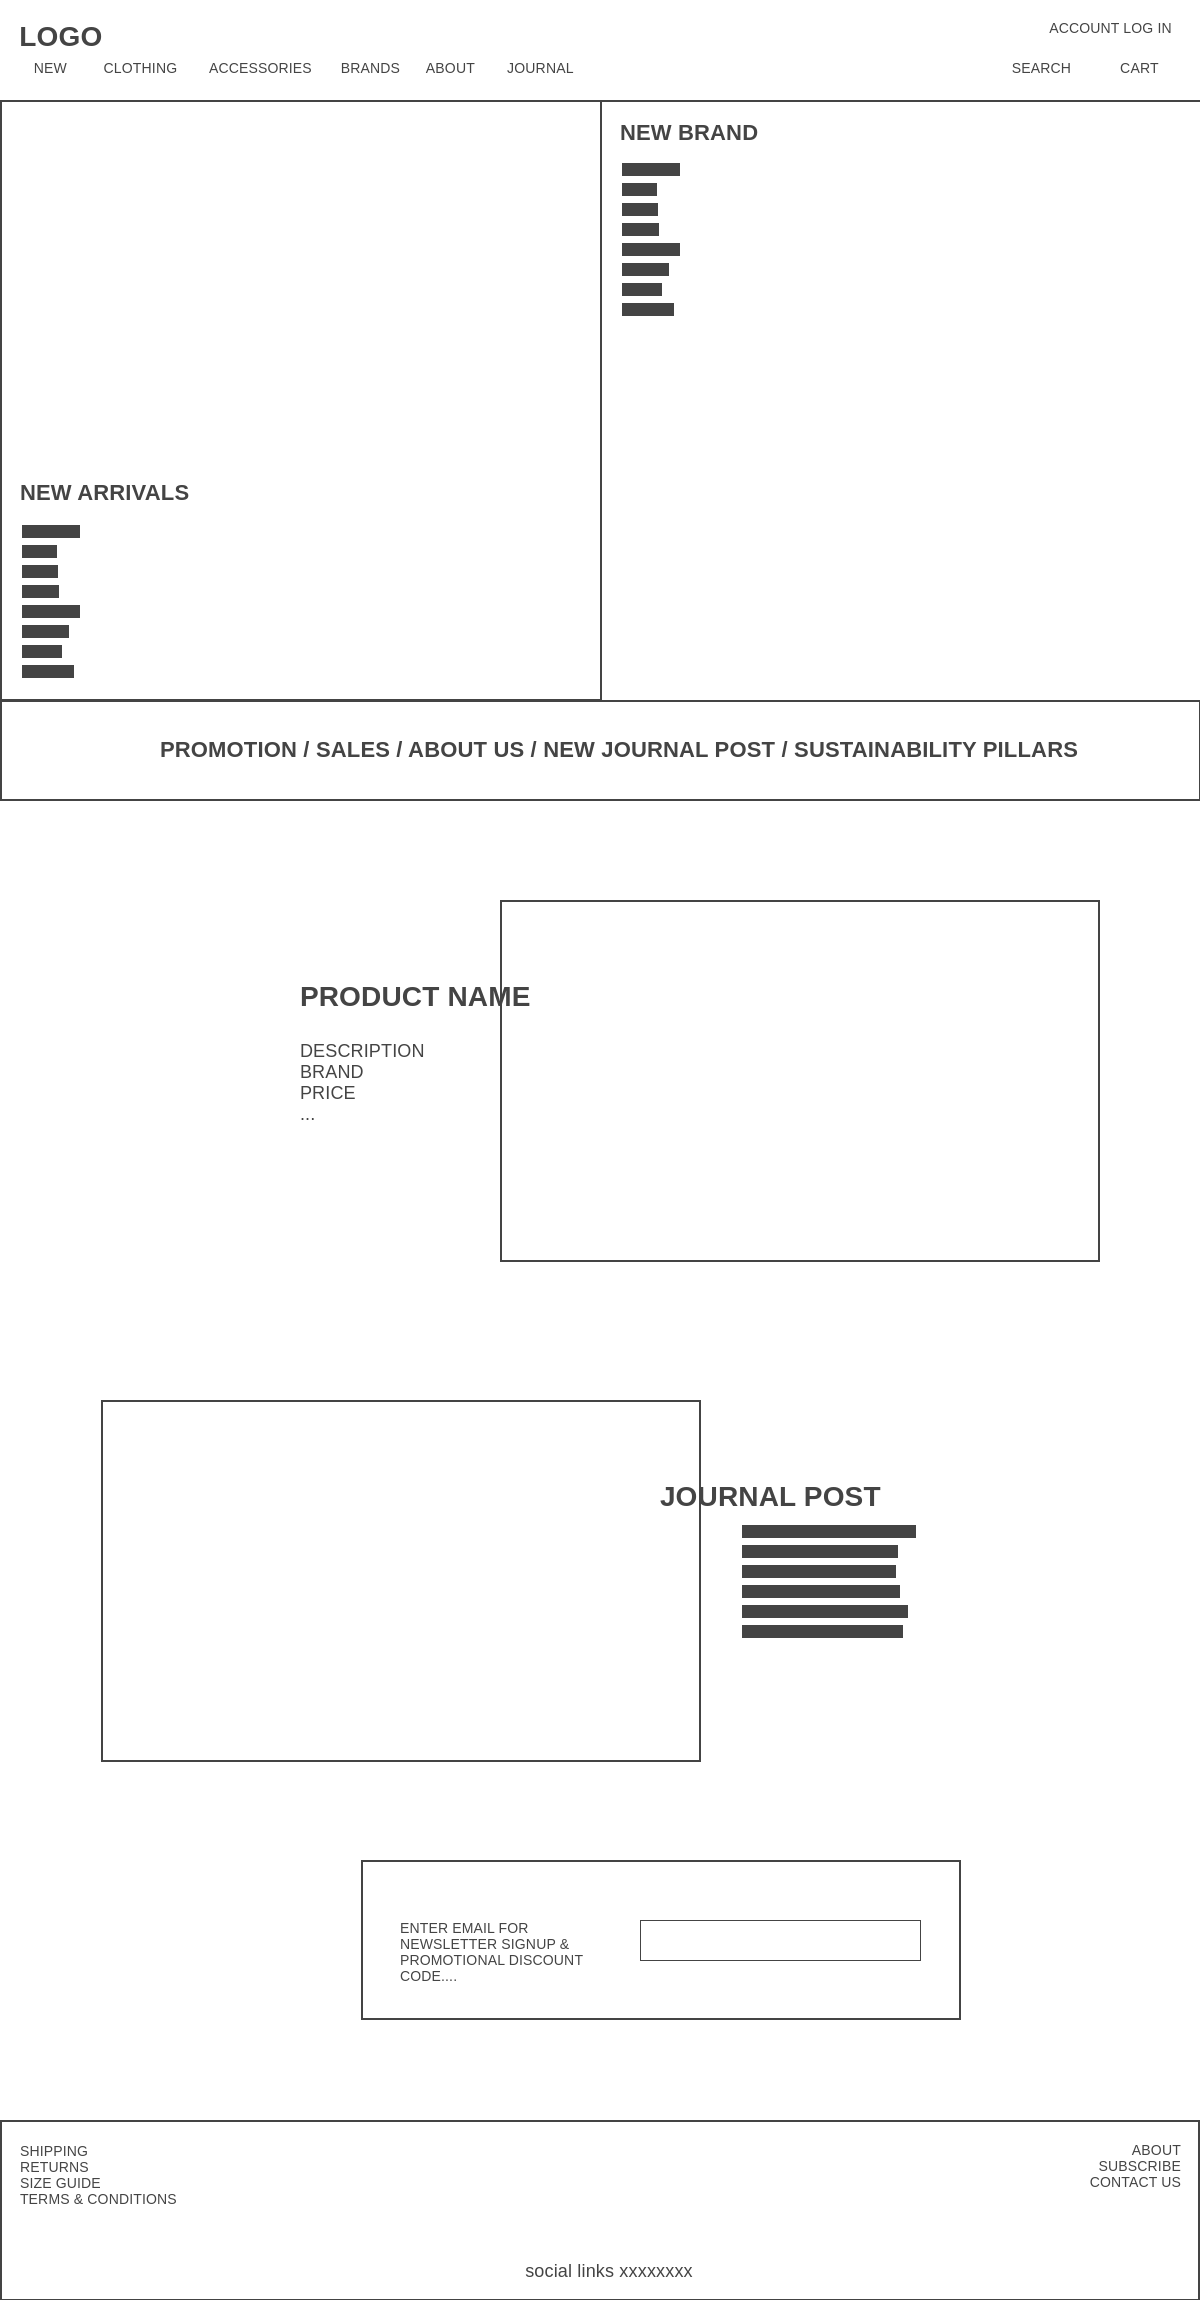 LOGO
ACCOUNT LOG IN
NEW CLOTHING ACCESSORIES BRANDS ABOUT JOURNAL SEARCH CART
NEW BRAND
NEW ARRIVALS
PROMOTION / SALES / ABOUT US / NEW JOURNAL POST / SUSTAINABILITY PILLARS
PRODUCT NAME
DESCRIPTION
BRAND
PRICE
...
JOURNAL POST
ENTER EMAIL FOR
NEWSLETTER SIGNUP &
PROMOTIONAL DISCOUNT
CODE....
SHIPPING
RETURNS
SIZE GUIDE
TERMS & CONDITIONS
ABOUT
SUBSCRIBE
CONTACT US
social links xxxxxxxx